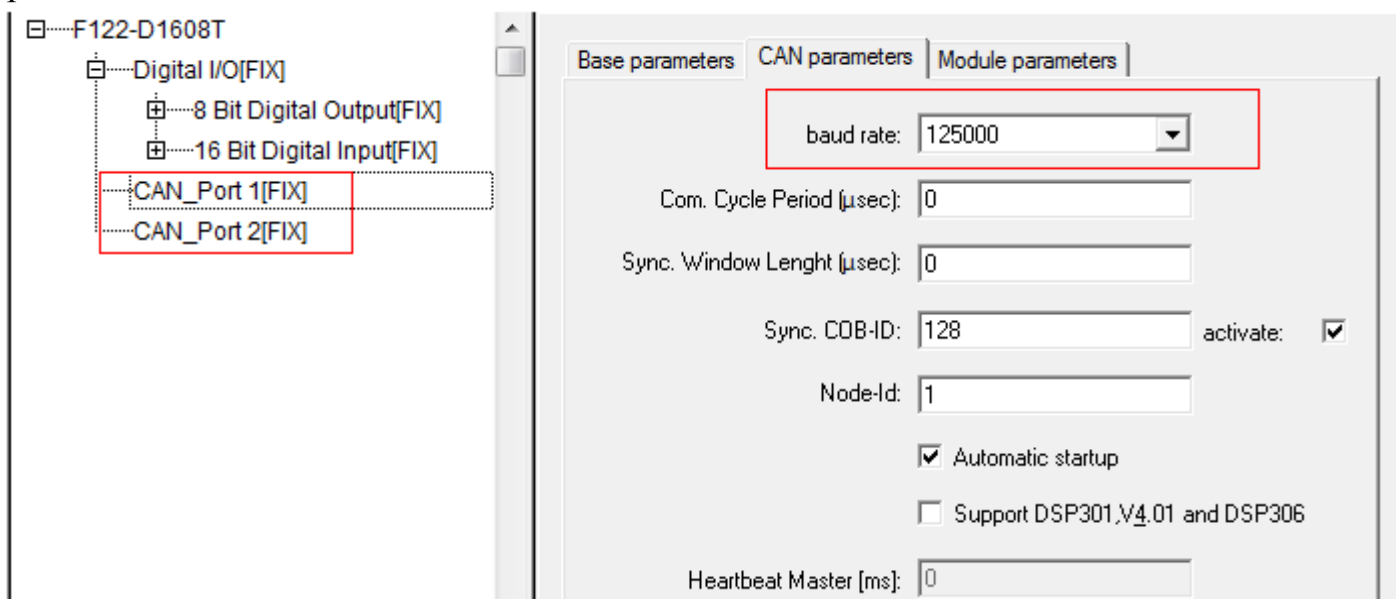 F122-D1608T
Digital I/O[FIX]
8 Bit Digital Output[FIX]
16 Bit Digital Input[FIX]
CAN_Port 1[FIX]
CAN_Port 2[FIX]
Base parameters CAN parameters Module parameters
baud rate: 125000
Com. Cycle Period (µsec): 0
Sync. Window Lenght (µsec): 0
Sync. COB-ID: 128 activate:
Node-Id: 1
Automatic startup
Support DSP301,V4.01 and DSP306
Heartbeat Master [ms]: 0